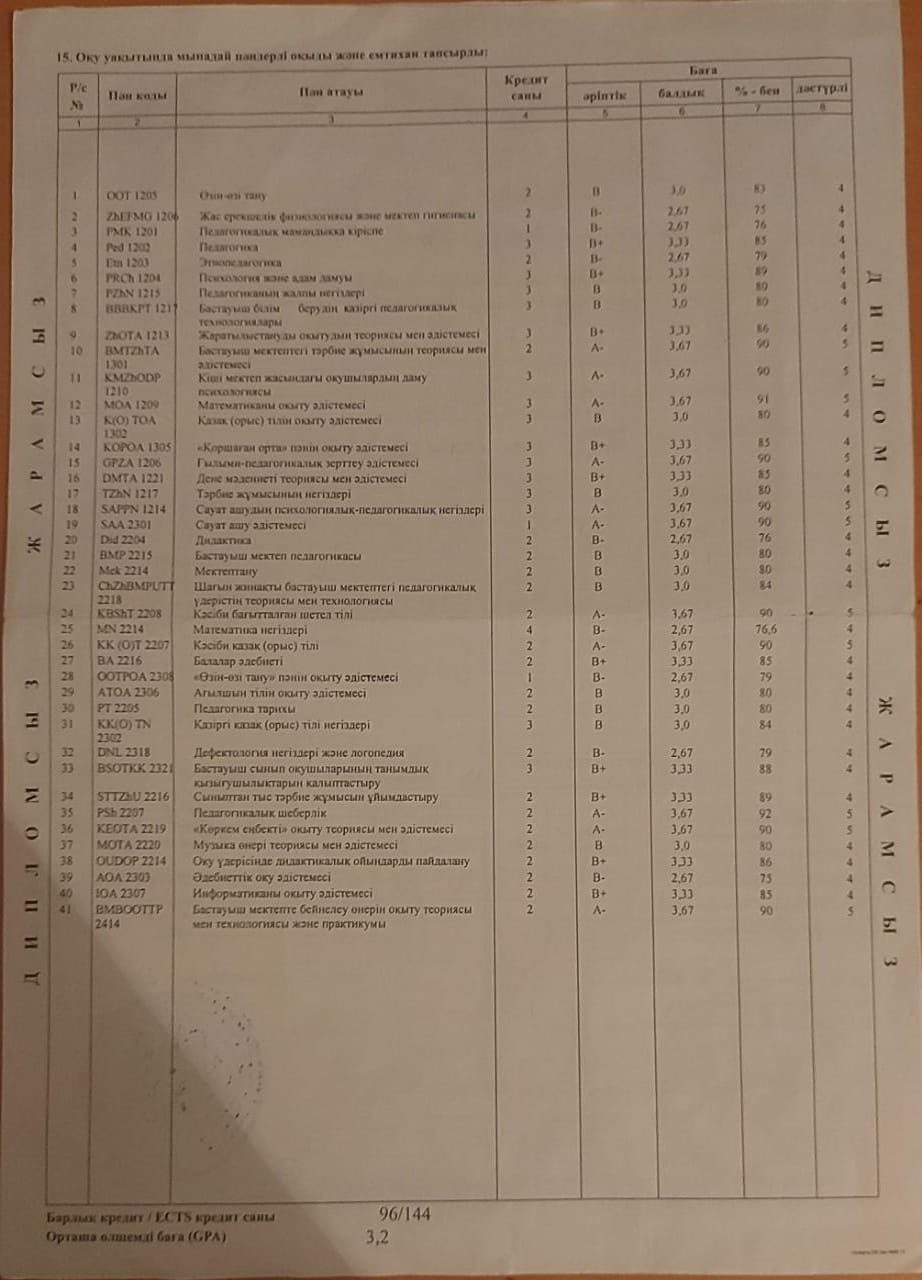 15. Оқу уақытында мынадай пәндерді оқыды және емтихан тапсырды:
Р/с № Пән коды Пән атауы Кредит саны Баға
әріптік балдық % - бен дәстүрлі
1 2 3 4 5 6 7 8
1 OOT 1205 Өзін-өзі тану 2 B 3,0 83 4
2 ZhEFMG 1206 Жас ерекшелік физиологиясы және мектеп гигиенасы 2 B- 2,67 75 4
3 PMK 1201 Педагогикалық мамандыққа кіріспе 1 B- 2,67 76 4
4 Ped 1202 Педагогика 3 B+ 3,33 85 4
5 Etn 1203 Этнопедагогика 2 B- 2,67 79 4
6 PRCh 1204 Психология және адам дамуы 3 B+ 3,33 89 4
7 PZhN 1215 Педагогиканың жалпы негіздері 3 B 3,0 80 4
8 BBBKPT 1217 Бастауыш білім берудің қазіргі педагогикалық 3 B 3,0 80 4
технологиялары
9 ZhOTA 1213 Жаратылыстануды оқытудың теориясы мен әдістемесі 3 B+ 3,33 86 4
10 BMTZhTA Бастауыш мектептегі тәрбие жұмысының теориясы мен 2 A- 3,67 90 5
1301 әдістемесі
11 KMZhODP Кіші мектеп жасындағы оқушылардың даму 3 A- 3,67 90 5
1210 психологиясы
12 MOA 1209 Математиканы оқыту әдістемесі 3 A- 3,67 91 5
13 K(O) TOA Қазақ (орыс) тілін оқыту әдістемесі 3 B 3,0 80 4
1302
14 KOPOA 1305 «Қоршаған орта» пәнін оқыту әдістемесі 3 B+ 3,33 85 4
15 GPZA 1206 Ғылыми-педагогикалық зерттеу әдістемесі 3 A- 3,67 90 5
16 DMTA 1221 Дене мәдениеті теориясы мен әдістемесі 3 B+ 3,33 85 4
17 TZhN 1217 Тәрбие жұмысының негіздері 3 B 3,0 80 4
18 SAPPN 1214 Сауат ашудың психологиялық-педагогикалық негіздері 3 A- 3,67 90 5
19 SAA 2301 Сауат ашу әдістемесі 1 A- 3,67 90 5
20 Did 2204 Дидактика 2 B- 2,67 76 4
21 BMP 2215 Бастауыш мектеп педагогикасы 2 B 3,0 80 4
22 Mek 2214 Мектептану 2 B 3,0 80 4
23 ChZhBMPUTT Шағын жинақты бастауыш мектептегі педагогикалық 2 B 3,0 84 4
2218 үдерістің теориясы мен технологиясы
24 KBShT 2208 Кәсіби бағытталған шетел тілі 2 A- 3,67 90 5
25 MN 2214 Математика негіздері 4 B- 2,67 76,6 4
26 KK (O)T 2207 Кәсіби қазақ (орыс) тілі 2 A- 3,67 90 5
27 BA 2216 Балалар әдебиеті 2 B+ 3,33 85 4
28 OOTPOA 2308 «Өзін-өзі тану» пәнін оқыту әдістемесі 1 B- 2,67 79 4
29 ATOA 2306 Ағылшын тілін оқыту әдістемесі 2 B 3,0 80 4
30 PT 2205 Педагогика тарихы 2 B 3,0 80 4
31 KK(O) TN Қазіргі қазақ (орыс) тілі негіздері 3 B 3,0 84 4
2302
32 DNL 2318 Дефектология негіздері және логопедия 2 B- 2,67 79 4
33 BSOTKK 2321 Бастауыш сынып оқушыларының танымдық 3 B+ 3,33 88 4
қызығушылықтарын қалыптастыру
34 STTZhU 2216 Сыныптан тыс тәрбие жұмысын ұйымдастыру 2 B+ 3,33 89 4
35 PSh 2207 Педагогикалық шеберлік 2 A- 3,67 92 5
36 KEOTA 2219 «Көркем еңбекті» оқыту теориясы мен әдістемесі 2 A- 3,67 90 5
37 MOTA 2220 Музыка өнері теориясы мен әдістемесі 2 B 3,0 80 4
38 OUDOP 2214 Оқу үдерісінде дидактикалық ойындарды пайдалану 2 B+ 3,33 86 4
39 AOA 2303 Әдебиеттік оқу әдістемесі 2 B- 2,67 75 4
40 IOA 2307 Информатиканы оқыту әдістемесі 2 B+ 3,33 85 4
41 BMBOOTTP Бастауыш мектепте бейнелеу өнерін оқыту теориясы 2 A- 3,67 90 5
2414 мен технологиясы және практикумы
Барлық кредит / ECTS кредит саны 96/144
Орташа өлшемді баға (GPA) 3,2
ДИПЛОМСЫЗ ЖАРАМСЫЗ
ДИПЛОМСЫЗ ЖАРАМСЫЗ